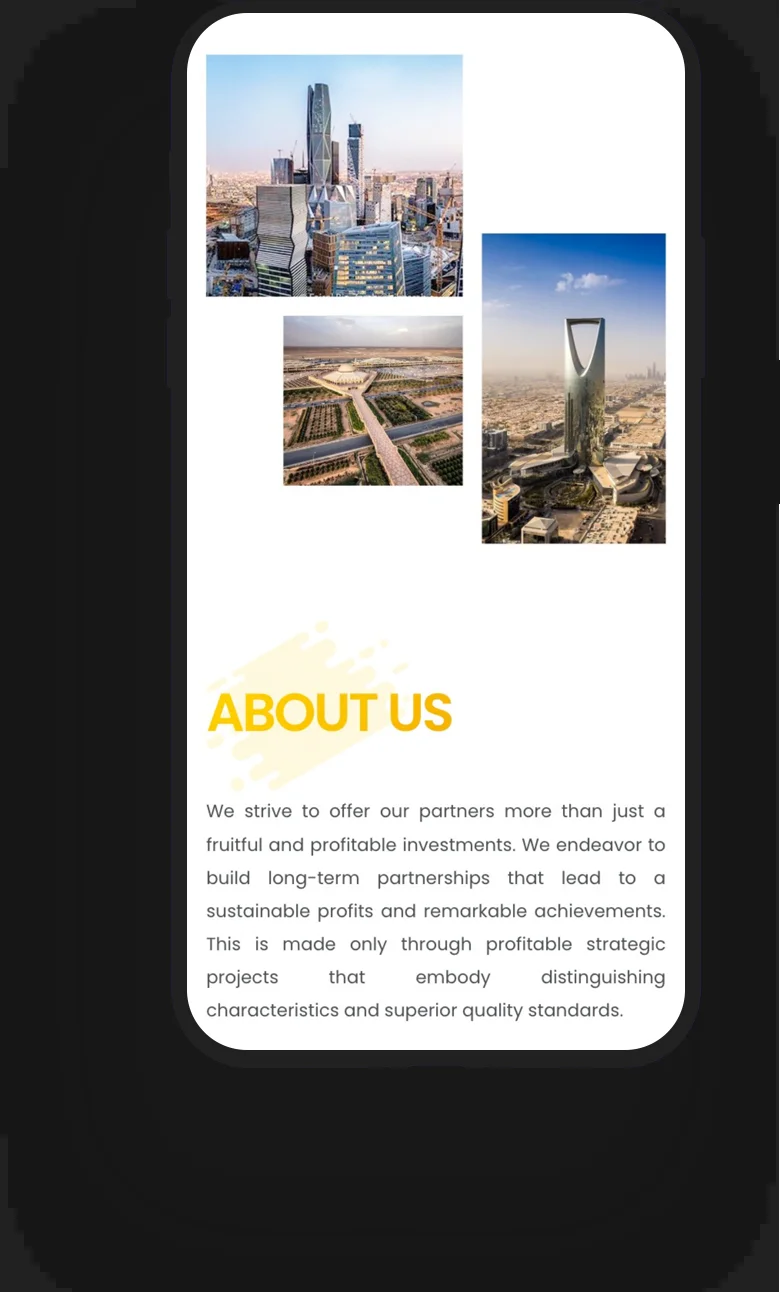 ABOUT US
We strive to offer our partners more than just a
fruitful and profitable investments. We endeavor to
build long-term partnerships that lead to a
sustainable profits and remarkable achievements.
This is made only through profitable strategic
projects that embody distinguishing
characteristics and superior quality standards.